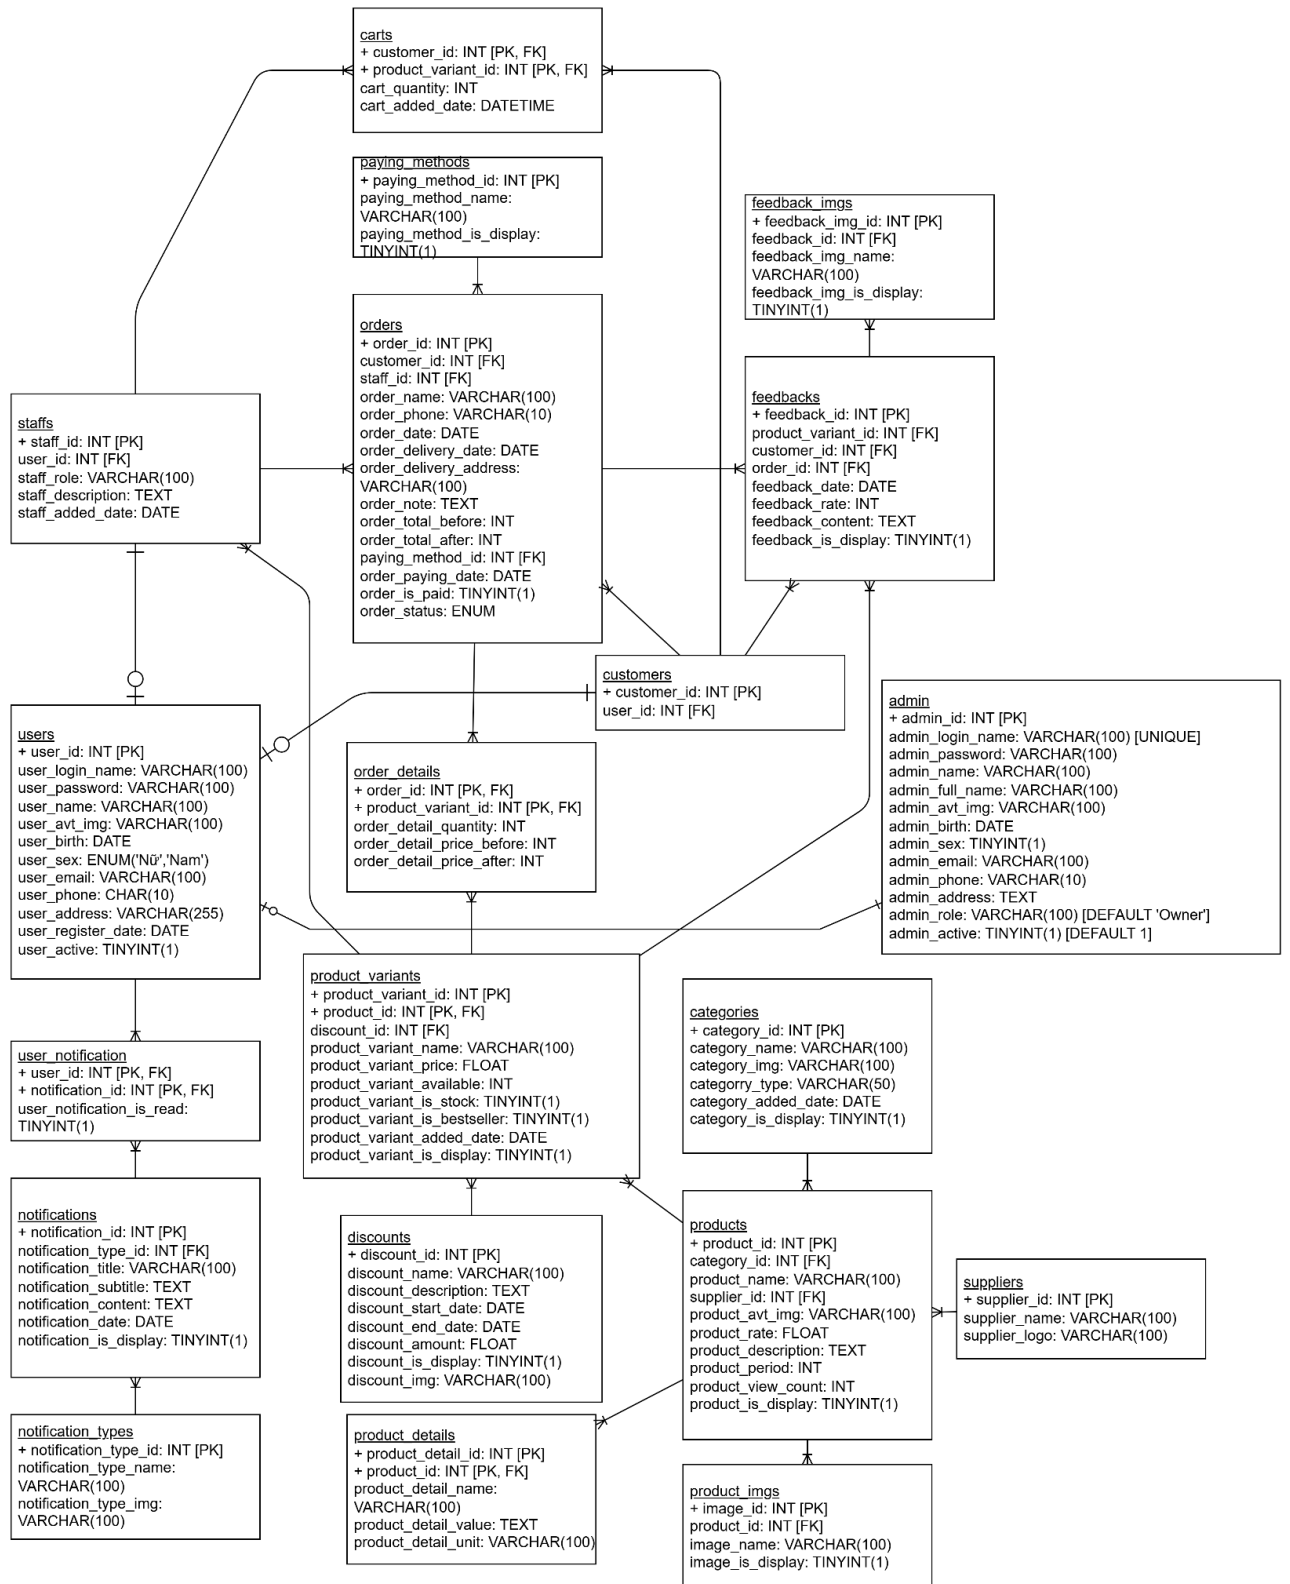 carts
+ customer_id: INT [PK, FK]
+ product_variant_id: INT [PK, FK]
cart_quantity: INT
cart_added_date: DATETIME
paying_methods
+ paying_method_id: INT [PK]
paying_method_name:
VARCHAR(100)
paying_method_is_display:
TINYINT(1)
feedback_imgs
+ feedback_img_id: INT [PK]
feedback_id: INT [FK]
feedback_img_name:
VARCHAR(100)
feedback_img_is_display:
TINYINT(1)
orders
+ order_id: INT [PK]
customer_id: INT [FK]
staff_id: INT [FK]
order_name: VARCHAR(100)
order_phone: VARCHAR(10)
order_date: DATE
order_delivery_date: DATE
order_delivery_address:
VARCHAR(100)
order_note: TEXT
order_total_before: INT
order_total_after: INT
paying_method_id: INT [FK]
order_paying_date: DATE
order_is_paid: TINYINT(1)
order_status: ENUM
feedbacks
+ feedback_id: INT [PK]
product_variant_id: INT [FK]
customer_id: INT [FK]
order_id: INT [FK]
feedback_date: DATE
feedback_rate: INT
feedback_content: TEXT
feedback_is_display: TINYINT(1)
staffs
+ staff_id: INT [PK]
user_id: INT [FK]
staff_role: VARCHAR(100)
staff_description: TEXT
staff_added_date: DATE
customers
+ customer_id: INT [PK]
user_id: INT [FK]
admin
+ admin_id: INT [PK]
admin_login_name: VARCHAR(100) [UNIQUE]
admin_password: VARCHAR(100)
admin_name: VARCHAR(100)
admin_full_name: VARCHAR(100)
admin_avt_img: VARCHAR(100)
admin_birth: DATE
admin_sex: TINYINT(1)
admin_email: VARCHAR(100)
admin_phone: VARCHAR(10)
admin_address: TEXT
admin_role: VARCHAR(100) [DEFAULT 'Owner']
admin_active: TINYINT(1) [DEFAULT 1]
users
+ user_id: INT [PK]
user_login_name: VARCHAR(100)
user_password: VARCHAR(100)
user_name: VARCHAR(100)
user_avt_img: VARCHAR(100)
user_birth: DATE
user_sex: ENUM('Nữ','Nam')
user_email: VARCHAR(100)
user_phone: CHAR(10)
user_address: VARCHAR(255)
user_register_date: DATE
user_active: TINYINT(1)
order_details
+ order_id: INT [PK, FK]
+ product_variant_id: INT [PK, FK]
order_detail_quantity: INT
order_detail_price_before: INT
order_detail_price_after: INT
product_variants
+ product_variant_id: INT [PK]
+ product_id: INT [PK, FK]
discount_id: INT [FK]
product_variant_name: VARCHAR(100)
product_variant_price: FLOAT
product_variant_available: INT
product_variant_is_stock: TINYINT(1)
product_variant_is_bestseller: TINYINT(1)
product_variant_added_date: DATE
product_variant_is_display: TINYINT(1)
categories
+ category_id: INT [PK]
category_name: VARCHAR(100)
category_img: VARCHAR(100)
categorry_type: VARCHAR(50)
category_added_date: DATE
category_is_display: TINYINT(1)
user_notification
+ user_id: INT [PK, FK]
+ notification_id: INT [PK, FK]
user_notification_is_read:
TINYINT(1)
notifications
+ notification_id: INT [PK]
notification_type_id: INT [FK]
notification_title: VARCHAR(100)
notification_subtitle: TEXT
notification_content: TEXT
notification_date: DATE
notification_is_display: TINYINT(1)
discounts
+ discount_id: INT [PK]
discount_name: VARCHAR(100)
discount_description: TEXT
discount_start_date: DATE
discount_end_date: DATE
discount_amount: FLOAT
discount_is_display: TINYINT(1)
discount_img: VARCHAR(100)
products
+ product_id: INT [PK]
category_id: INT [FK]
product_name: VARCHAR(100)
supplier_id: INT [FK]
product_avt_img: VARCHAR(100)
product_rate: FLOAT
product_description: TEXT
product_period: INT
product_view_count: INT
product_is_display: TINYINT(1)
suppliers
+ supplier_id: INT [PK]
supplier_name: VARCHAR(100)
supplier_logo: VARCHAR(100)
notification_types
+ notification_type_id: INT [PK]
notification_type_name:
VARCHAR(100)
notification_type_img:
VARCHAR(100)
product_details
+ product_detail_id: INT [PK]
+ product_id: INT [PK, FK]
product_detail_name:
VARCHAR(100)
product_detail_value: TEXT
product_detail_unit: VARCHAR(100)
product_imgs
+ image_id: INT [PK]
product_id: INT [FK]
image_name: VARCHAR(100)
image_is_display: TINYINT(1)